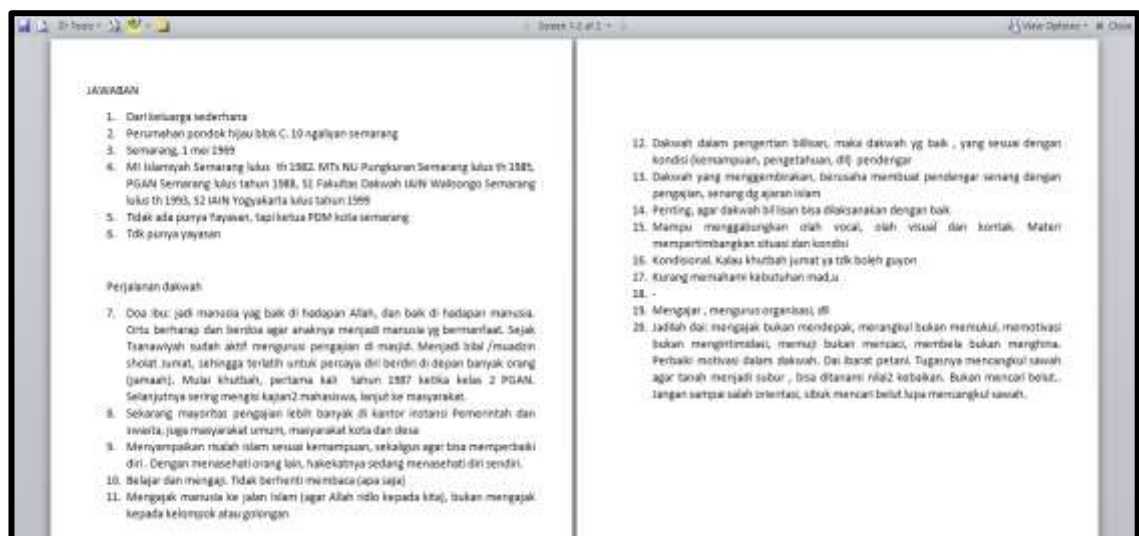 Tools
Screen 1-2 of 2
View Options
Close
JAWABAN
1. Dari keluarga sederhana
2. Perumahan pondok hijau blok C. 10 ngaliyan semarang
3. Semarang, 1 mei 1969
4. MI Islamiyah Semarang lulus th 1982. MTs NU Pungkuran Semarang lulus th 1985,
PGAN Semarang lulus tahun 1988, S1 Fakultas Dakwah IAIN Walisongo Semarang
lulus th 1993, S2 IAIN Yogyakarta lulus tahun 1999
5. Tidak ada punya Yayasan, tapi ketua PDM kota semarang
6. Tdk punya yayasan
Perjalanan dakwah
7. Doa ibu: jadi manusia yag baik di hadapan Allah, dan baik di hadapan manusia.
Ortu berharap dan berdoa agar anaknya menjadi manusia yg bermanfaat. Sejak
Tsanawiyah sudah aktif mengurusi pengajian di masjid. Menjadi bilal /muadzin
sholat jumat, sehingga terlatih untuk percaya diri berdiri di depan banyak orang
(jamaah). Mulai khutbah, pertama kali tahun 1987 ketika kelas 2 PGAN.
Selanjutnya sering mengisi kajian2 mahasiswa, lanjut ke masyarakat.
8. Sekarang mayoritas pengajian lebih banyak di kantor instansi Pemerintah dan
swasta, juga masyarakat umum, masyarakat kota dan desa
9. Menyampaikan risalah islam sesuai kemampuan, sekaligus agar bisa memperbaiki
diri. Dengan menasehati orang lain, hakekatnya sedang menasehati diri sendiri.
10. Belajar dan mengaji. Tidak berhenti membaca (apa saja)
11. Mengajak manusia ke jalan Islam (agar Allah ridlo kepada kita), bukan mengajak
kepada kelompok atau golongan
12. Dakwah dalam pengertian billisan, maka dakwah yg baik , yang sesuai dengan
kondisi (kemampuan, pengetahuan, dll) pendengar
13. Dakwah yang menggembirakan, berusaha membuat pendengar senang dengan
pengajian, senang dg ajaran islam
14. Penting, agar dakwah bil lisan bisa dilaksanakan dengan baik
15. Mampu menggabungkan olah vocal, olah visual dan kontak. Materi
mempertimbangkan situasi dan kondisi
16. Kondisional. Kalau khutbah jumat ya tdk boleh guyon
17. Kurang memahami kebutuhan mad,u
18. -
19. Mengajar , mengurus organisasi, dll
20. Jadilah dai: mengajak bukan mendepak, merangkul bukan memukul, memotivasi
bukan mengintimidasi, memuji bukan mencaci, membela bukan menghina.
Perbaiki motivasi dalam dakwah. Dai ibarat petani. Tugasnya mencangkul sawah
agar tanah menjadi subur , bisa ditanami nilai2 kebaikan. Bukan mencari belut..
Jangan sampai salah orientasi, sibuk mencari belut lupa mencangkul sawah.